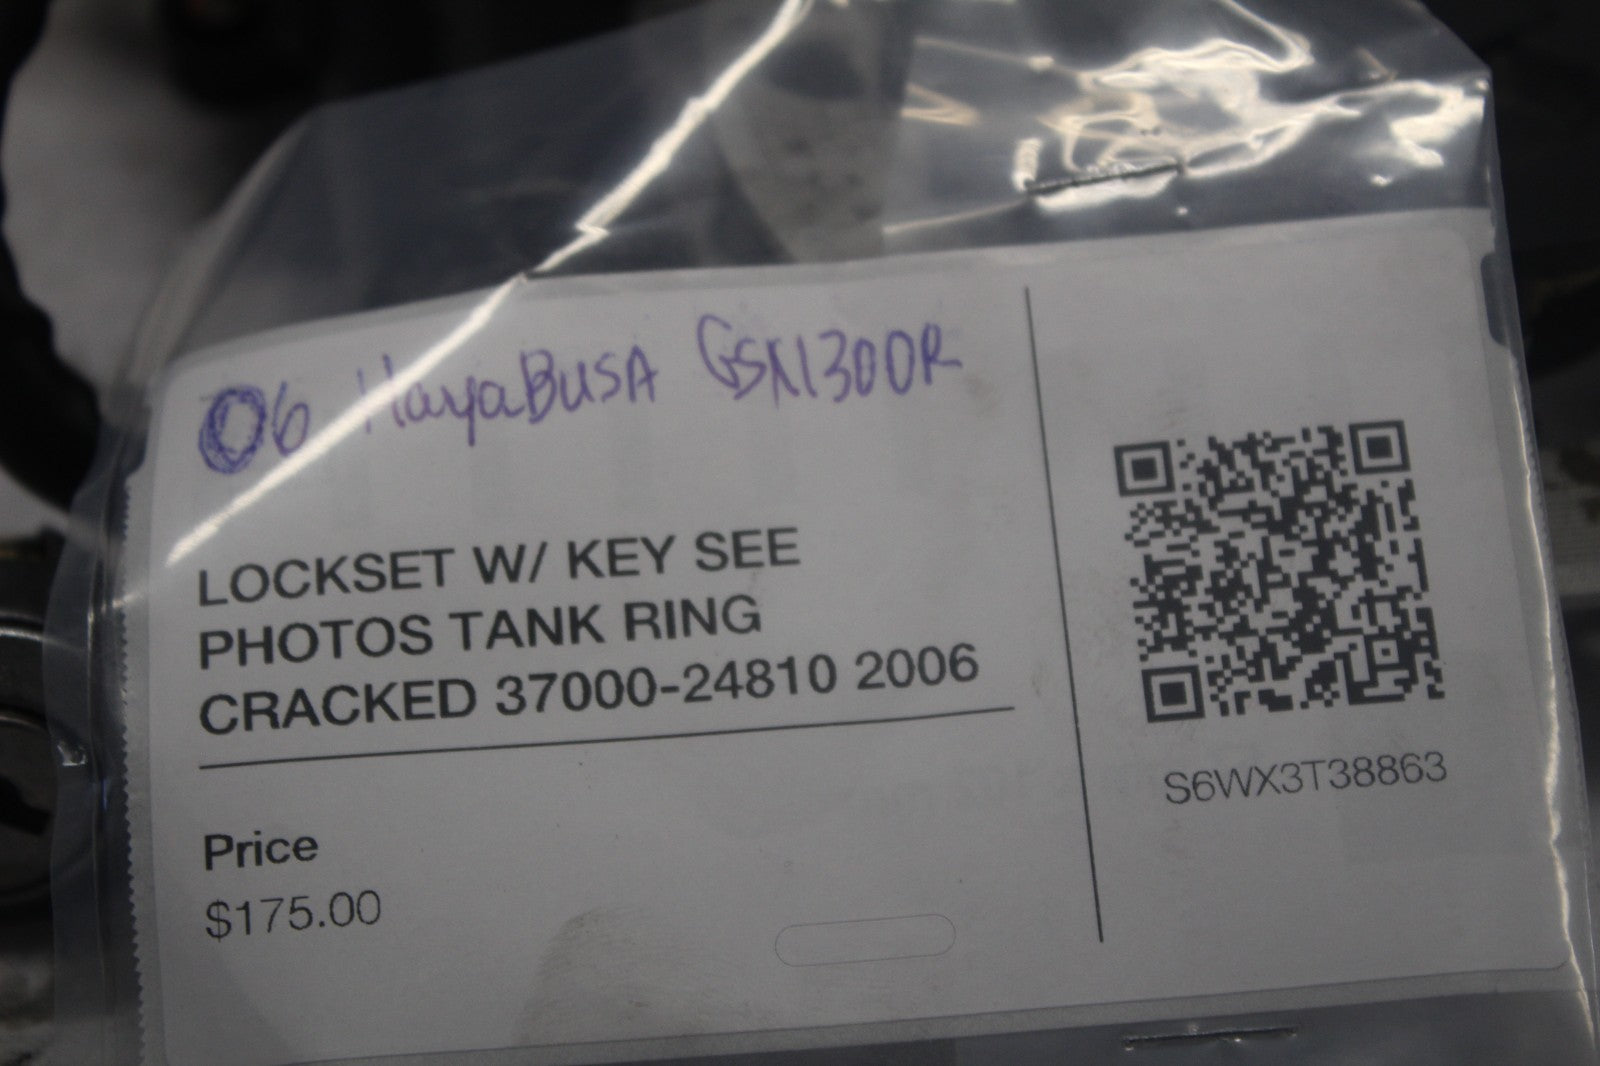 06 HayaBUSA GSX1300R
LOCKSET W/ KEY SEE
PHOTOS TANK RING
CRACKED 37000-24810 2006
Price
$175.00
S6WX3T38863